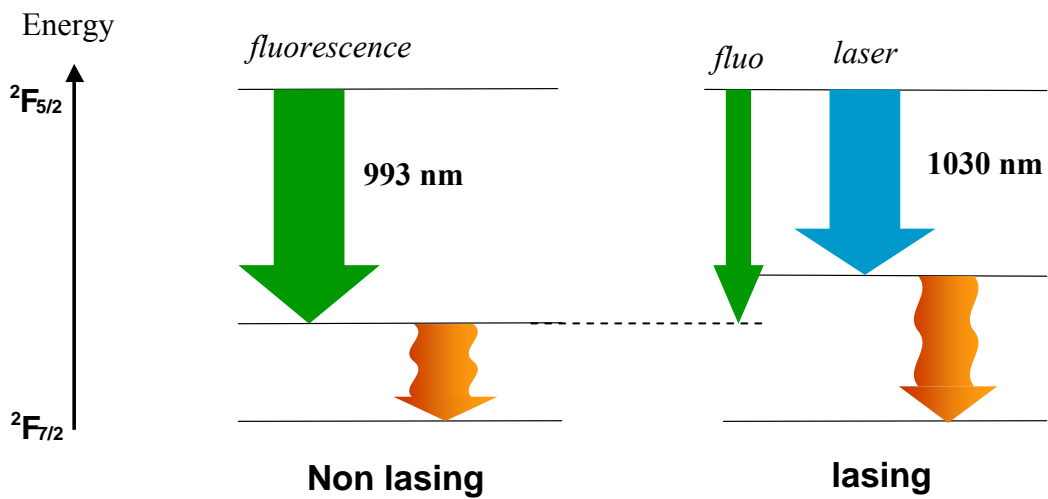 Energy
fluorescence
fluo
laser
²F₅/₂
993 nm
1030 nm
²F₇/₂
Non lasing
lasing